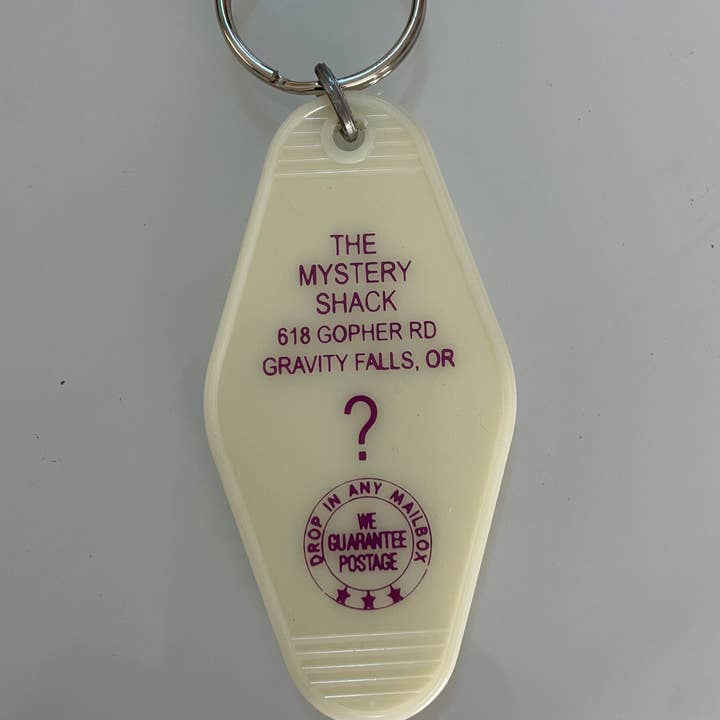 THE
MYSTERY
SHACK
618 GOPHER RD
GRAVITY FALLS, OR
?
DROP IN ANY MAILBOX
WE
GUARANTEE
POSTAGE